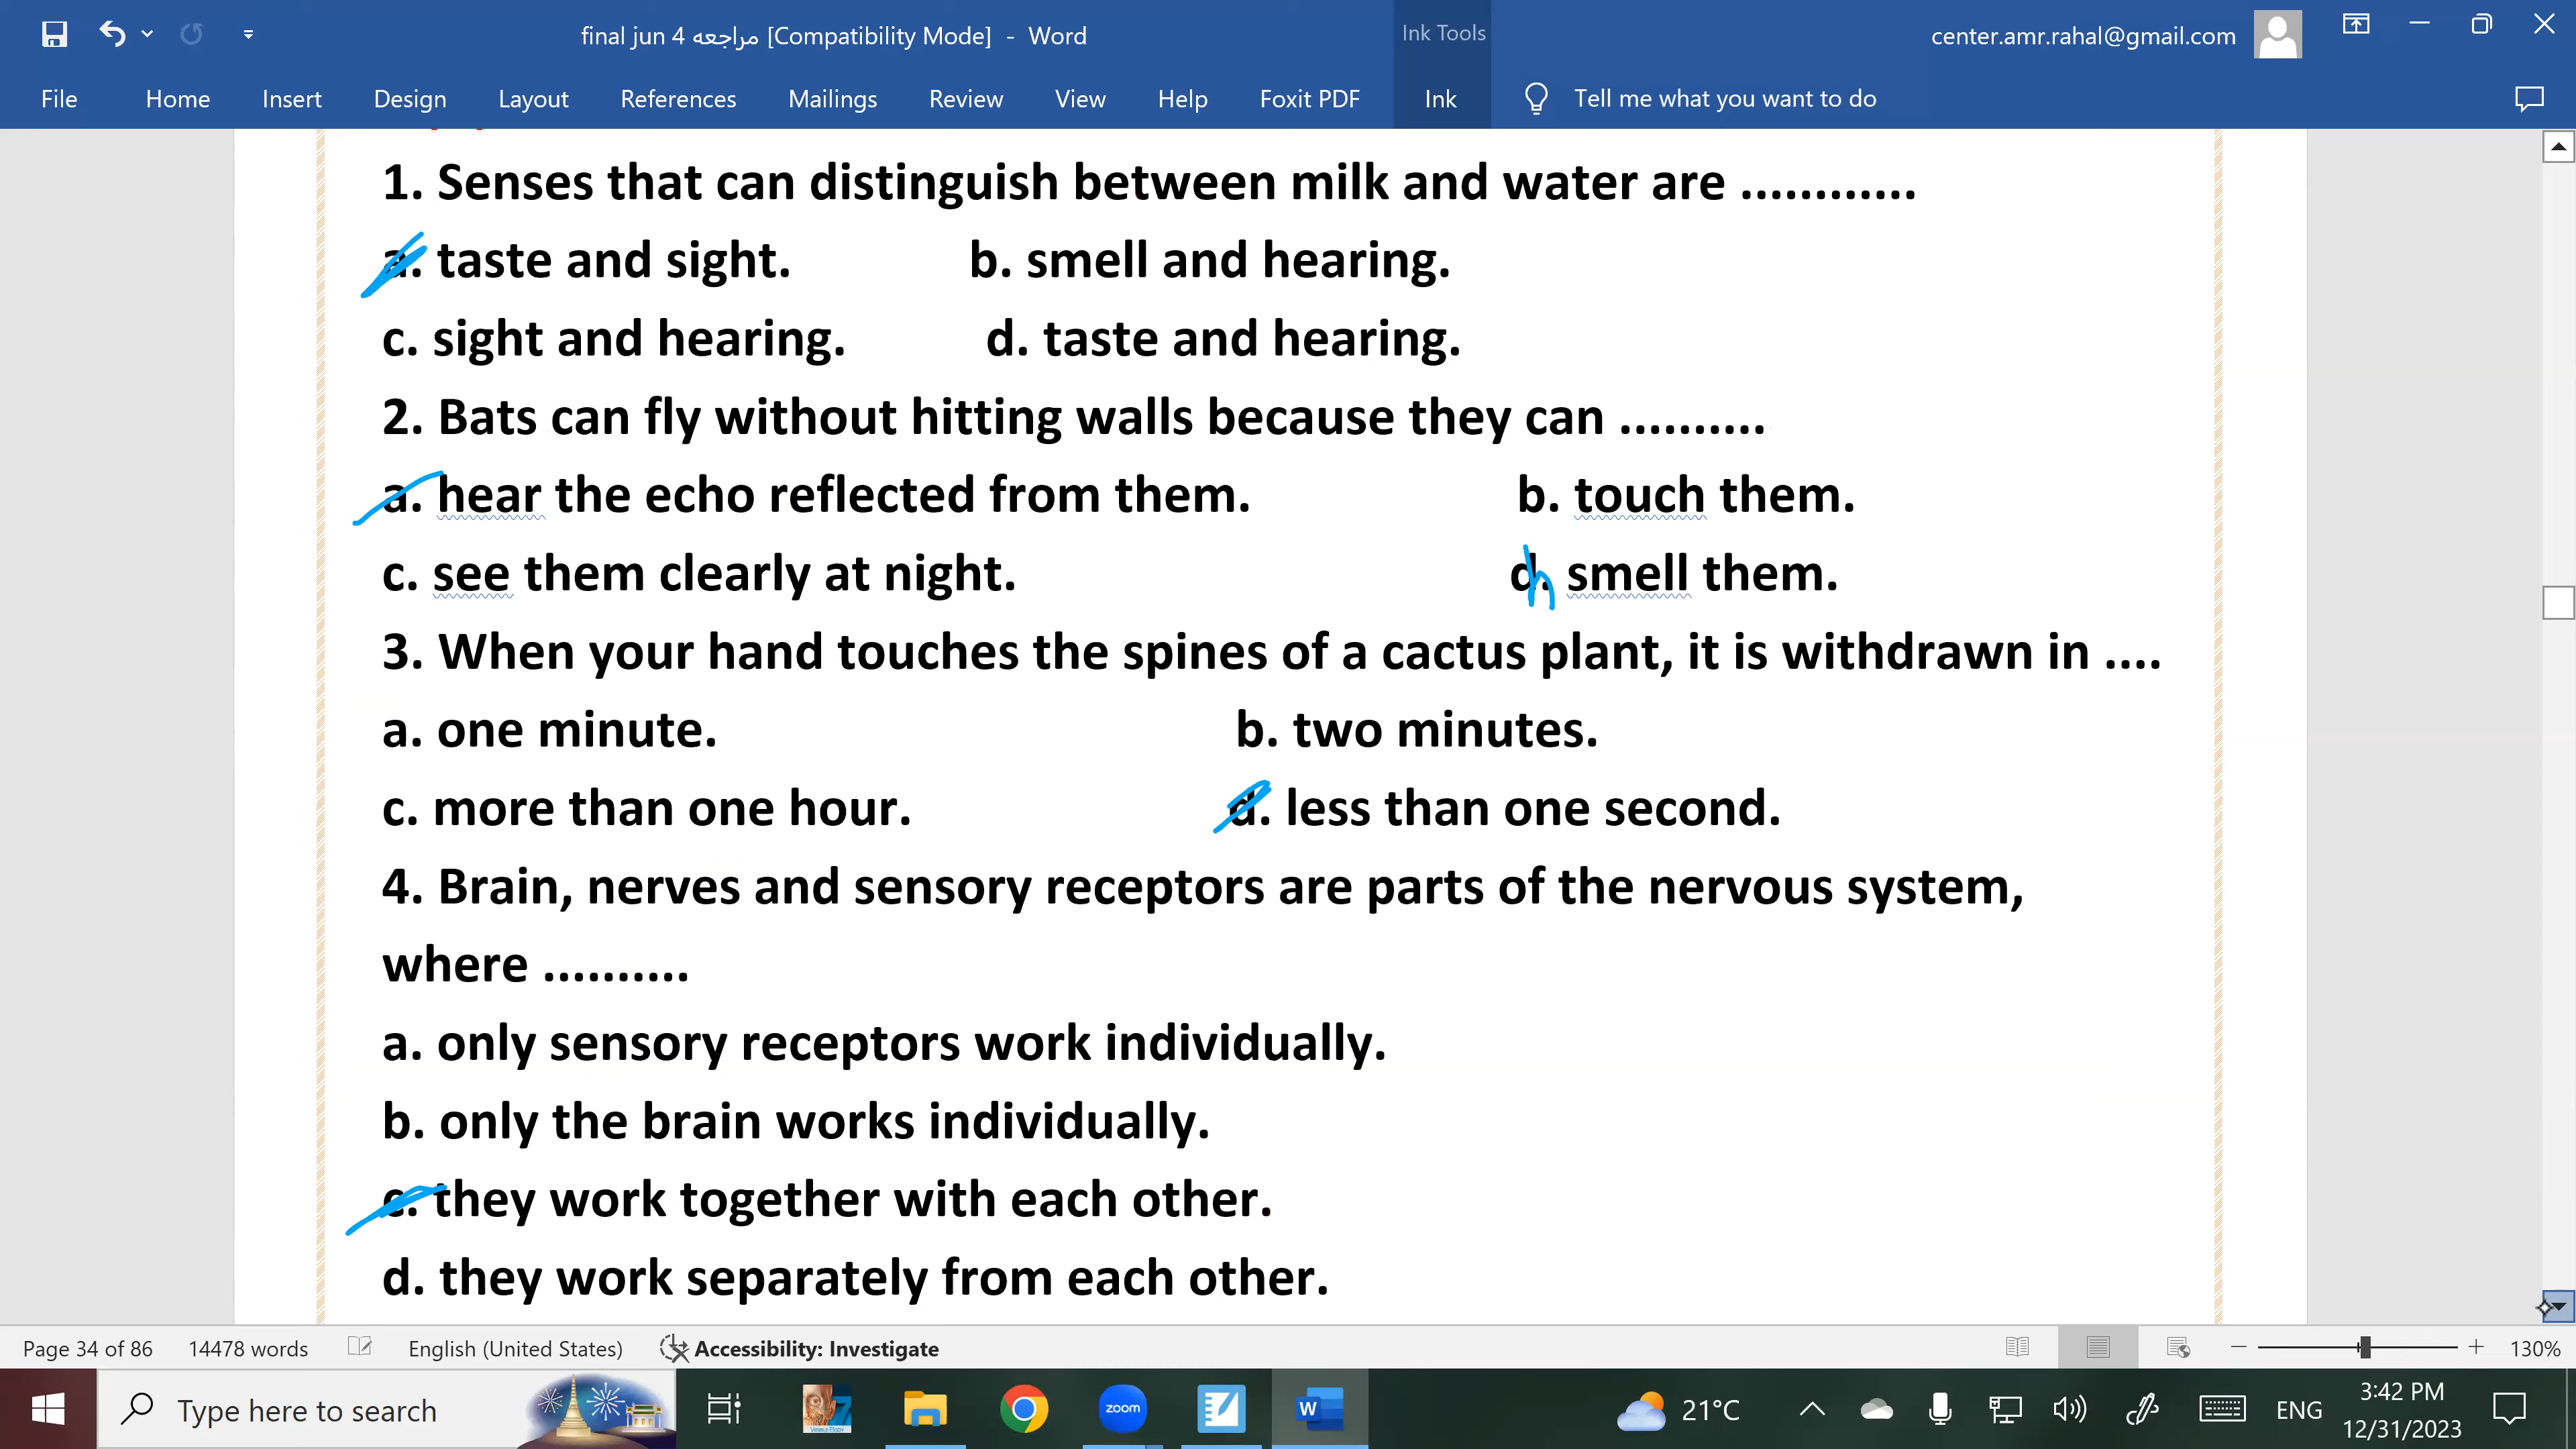 final jun 4 مراجعه [Compatibility Mode] - Word
Ink Tools
center.amr.rahal@gmail.com
File Home Insert Design Layout References Mailings Review View Help Foxit PDF Ink Tell me what you want to do
1. Senses that can distinguish between milk and water are ............
a. taste and sight. b. smell and hearing.
c. sight and hearing. d. taste and hearing.
2. Bats can fly without hitting walls because they can ..........
a. hear the echo reflected from them. b. touch them.
c. see them clearly at night. d. smell them.
3. When your hand touches the spines of a cactus plant, it is withdrawn in ....
a. one minute. b. two minutes.
c. more than one hour. d. less than one second.
4. Brain, nerves and sensory receptors are parts of the nervous system,
where ..........
a. only sensory receptors work individually.
b. only the brain works individually.
c. they work together with each other.
d. they work separately from each other.
Page 34 of 86 14478 words English (United States) Accessibility: Investigate 130%
Type here to search zoom W 21°C ENG 3:42 PM
12/31/2023